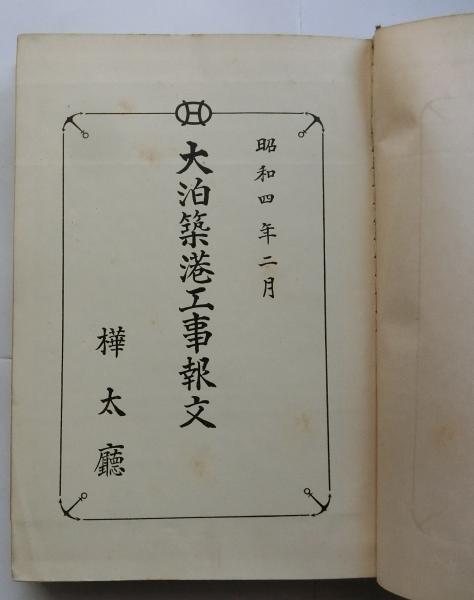 昭和四年二月
大泊築港工事報文
樺太廳